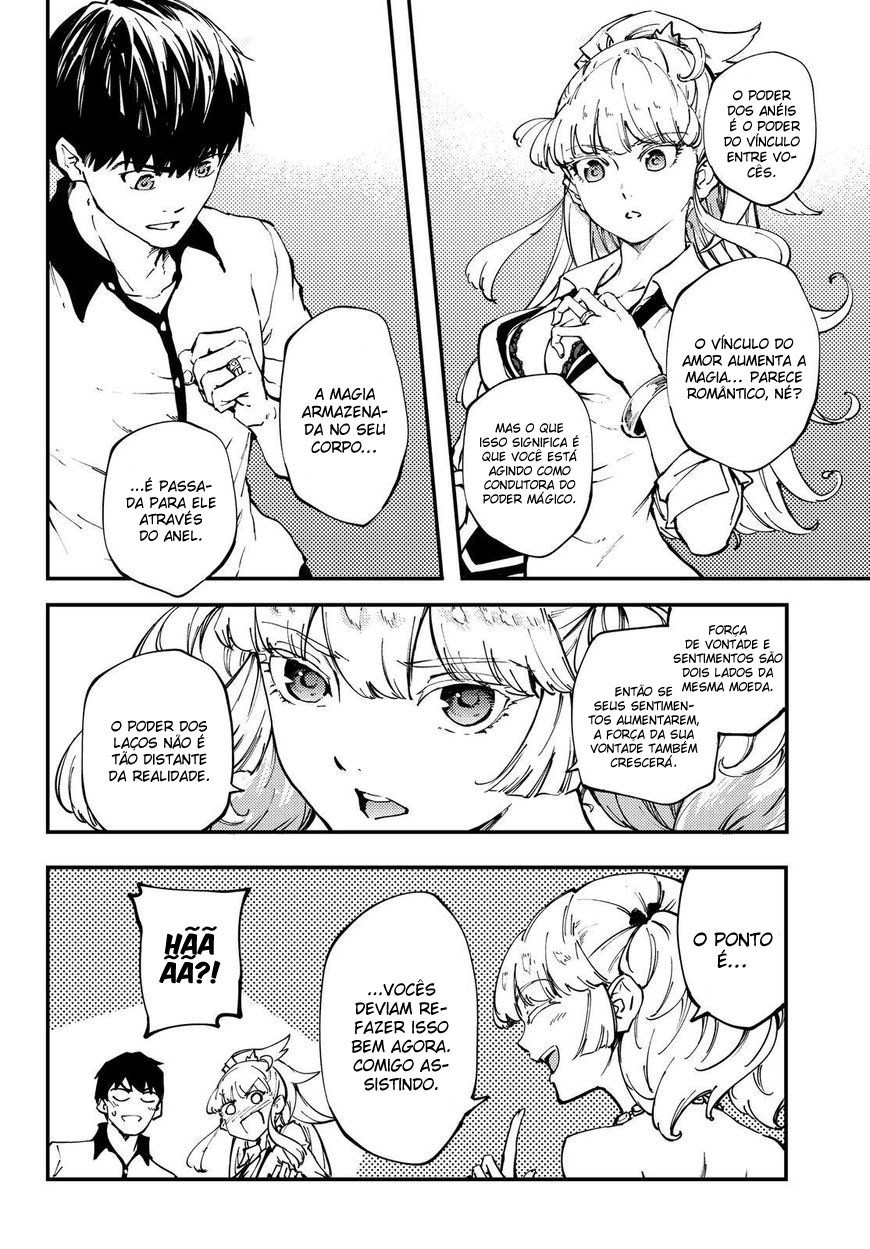 O PODER
DOS ANÉIS
É O PODER
DO VÍNCULO
ENTRE VO-
CÊS.
O VÍNCULO DO
AMOR AUMENTA A
MAGIA... PARECE
ROMÂNTICO, NÉ?
MAS O QUE
ISSO SIGNIFICA É
QUE VOCÊ ESTÁ
AGINDO COMO
CONDUTORA DO
PODER MÁGICO.
A MAGIA
ARMAZENA-
DA NO SEU
CORPO...
...É PASSA-
DA PARA ELE
ATRAVÉS
DO ANEL.
FORÇA
DE VONTADE E
SENTIMENTOS SÃO
DOIS LADOS DA
MESMA MOEDA.
ENTÃO SE
SEUS SENTIMEN-
TOS AUMENTAREM,
A FORÇA DA SUA
VONTADE TAMBÉM
CRESCERÁ.
O PODER DOS
LAÇOS NÃO É
TÃO DISTANTE
DA REALIDADE.
O PONTO
É...
...VOCÊS
DEVIAM RE-
FAZER ISSO
BEM AGORA.
COMIGO AS-
SISTINDO.
HÃÃ
ÃÃ?!